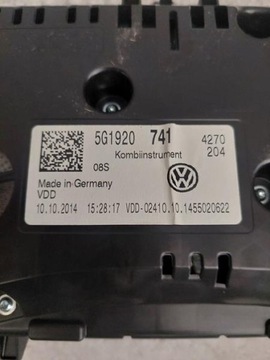 5G1920 741 4270
Kombiinstrument 204
08S
Made in Germany
VDD
10.10.2014 15:28:17 VDD-02410.10.1455020622